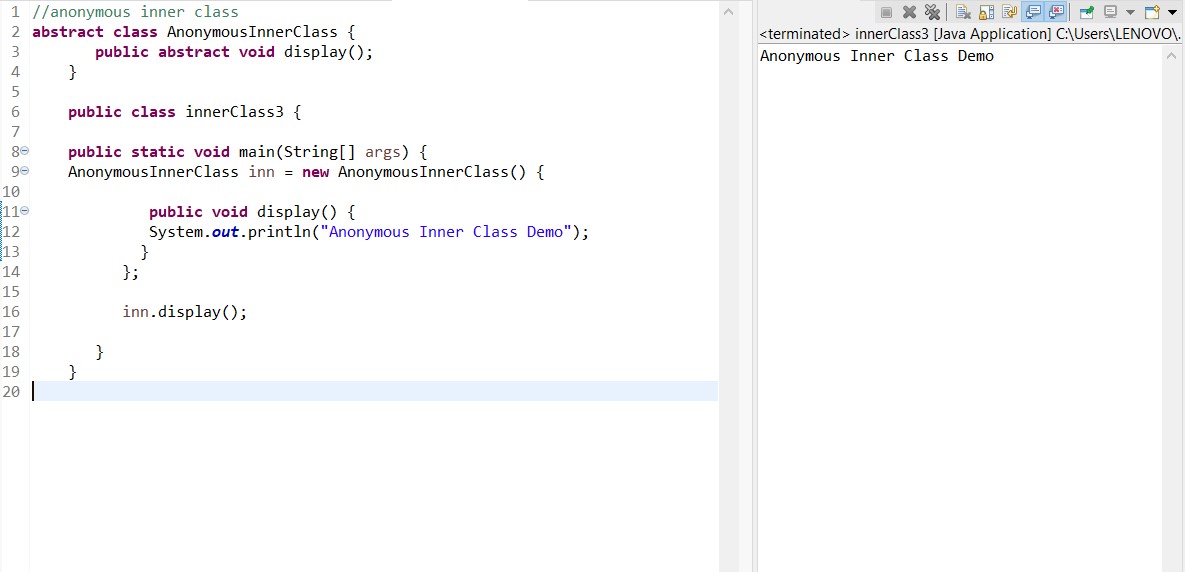 1 //anonymous inner class
2 abstract class AnonymousInnerClass {
3 public abstract void display();
4 }
5
6 public class innerClass3 {
7
8 public static void main(String[] args) {
9 AnonymousInnerClass inn = new AnonymousInnerClass() {
10
11 public void display() {
12 System.out.println("Anonymous Inner Class Demo");
13 }
14 };
15
16 inn.display();
17
18 }
19 }
20
<terminated> innerClass3 [Java Application] C:\Users\LENOVO\.
Anonymous Inner Class Demo